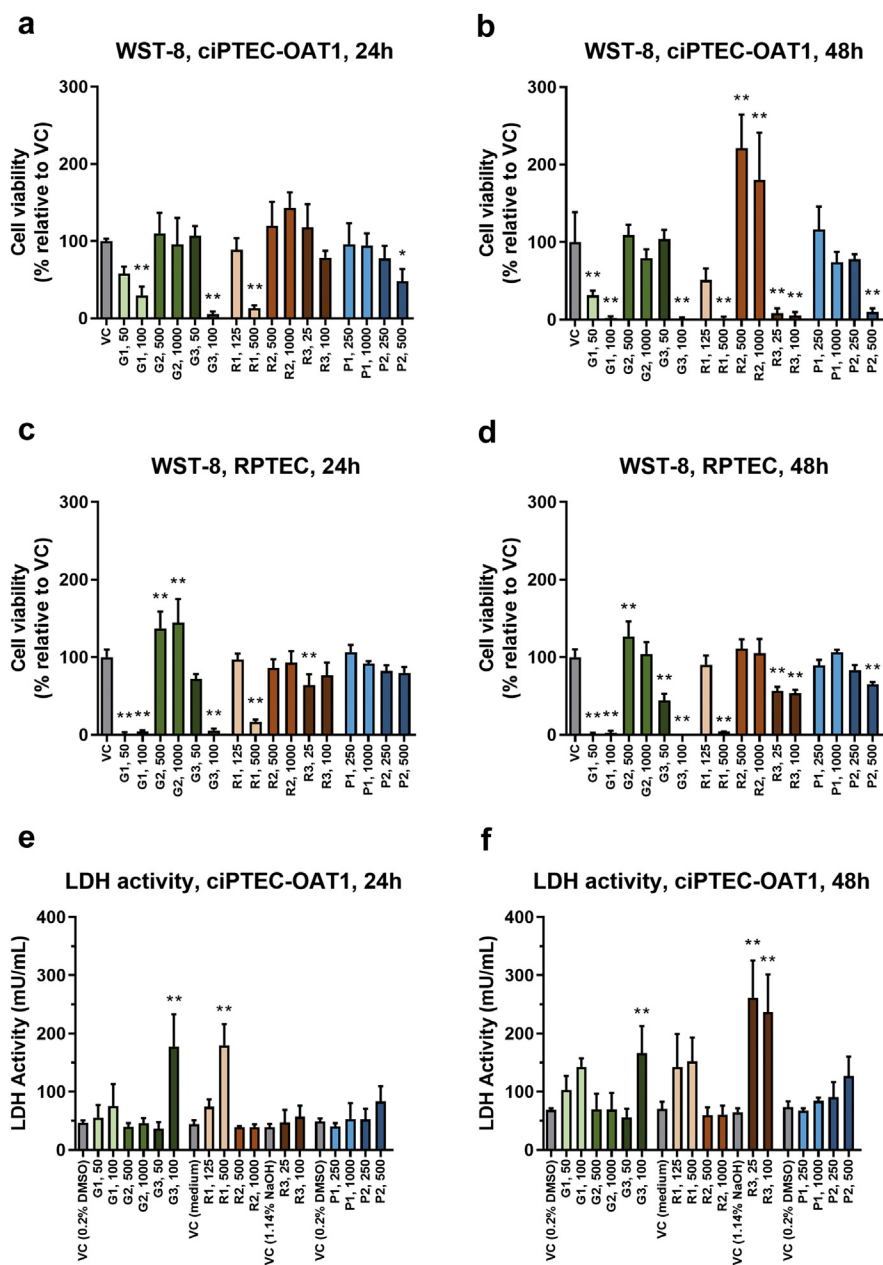 a
WST-8, ciPTEC-OAT1, 24h
Cell viability
(% relative to VC)
300
200
100
0
** ** ** *
VC
G1, 50
G1, 100
G2, 500
G2, 1000
G3, 50
G3, 100
R1, 125
R1, 500
R2, 500
R2, 1000
R3, 25
R3, 100
P1, 250
P1, 1000
P2, 250
P2, 500
b
WST-8, ciPTEC-OAT1, 48h
Cell viability
(% relative to VC)
300
200
100
0
** ** ** ** ** ** ** ** **
VC
G1, 50
G1, 100
G2, 500
G2, 1000
G3, 50
G3, 100
R1, 125
R1, 500
R2, 500
R2, 1000
R3, 25
R3, 100
P1, 250
P1, 1000
P2, 250
P2, 500
c
WST-8, RPTEC, 24h
Cell viability
(% relative to VC)
300
200
100
0
** ** ** ** ** ** **
VC
G1, 50
G1, 100
G2, 500
G2, 1000
G3, 50
G3, 100
R1, 125
R1, 500
R2, 500
R2, 1000
R3, 25
R3, 100
P1, 250
P1, 1000
P2, 250
P2, 500
d
WST-8, RPTEC, 48h
Cell viability
(% relative to VC)
300
200
100
0
** ** ** ** ** ** ** ** **
VC
G1, 50
G1, 100
G2, 500
G2, 1000
G3, 50
G3, 100
R1, 125
R1, 500
R2, 500
R2, 1000
R3, 25
R3, 100
P1, 250
P1, 1000
P2, 250
P2, 500
e
LDH activity, ciPTEC-OAT1, 24h
LDH Activity (mU/mL)
400
300
200
100
0
** **
VC (0.2% DMSO)
G1, 50
G1, 100
G2, 500
G2, 1000
G3, 50
G3, 100
VC (medium)
R1, 125
R1, 500
R2, 500
R2, 1000
VC (1.14% NaOH)
R3, 25
R3, 100
VC (0.2% DMSO)
P1, 250
P1, 1000
P2, 250
P2, 500
f
LDH activity, ciPTEC-OAT1, 48h
LDH Activity (mU/mL)
400
300
200
100
0
** ** **
VC (0.2% DMSO)
G1, 50
G1, 100
G2, 500
G2, 1000
G3, 50
G3, 100
VC (medium)
R1, 125
R1, 500
R2, 500
R2, 1000
VC (1.14% NaOH)
R3, 25
R3, 100
VC (0.2% DMSO)
P1, 250
P1, 1000
P2, 250
P2, 500